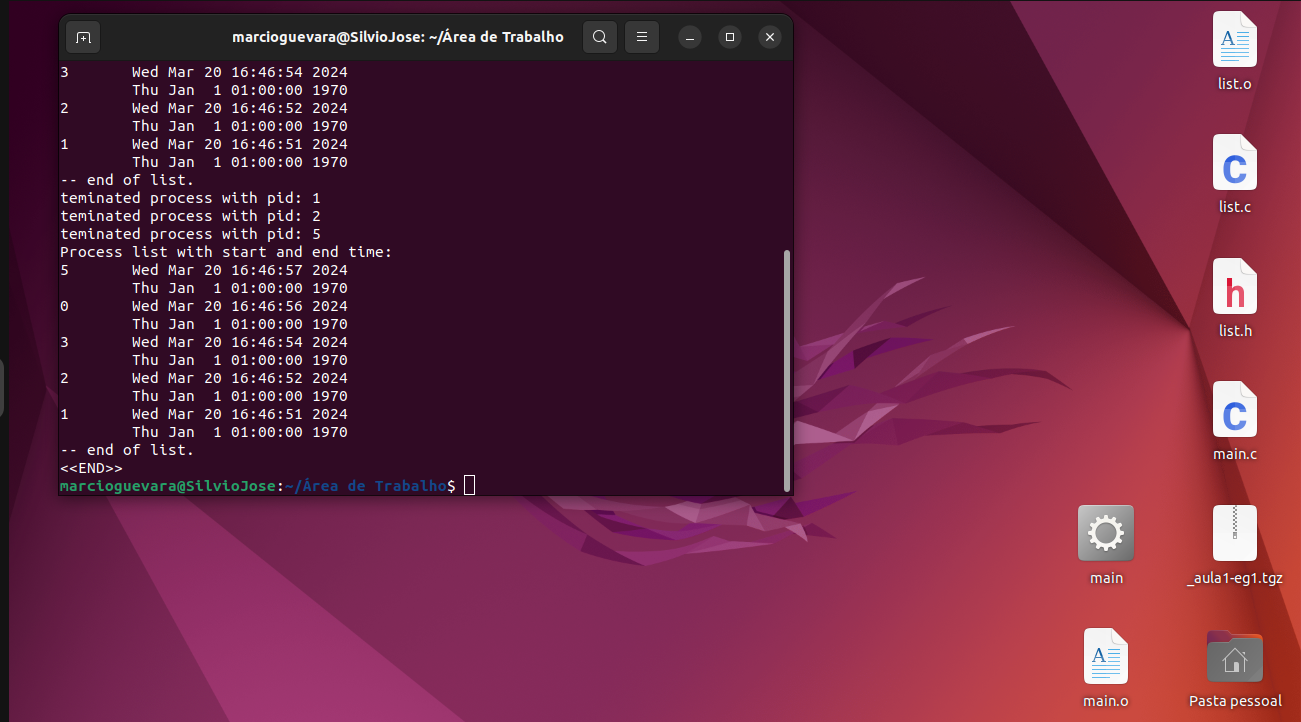 marcioguevara@SilvioJose: ~/Área de Trabalho
3        Wed Mar 20 16:46:54 2024
         Thu Jan  1 01:00:00 1970
2        Wed Mar 20 16:46:52 2024
         Thu Jan  1 01:00:00 1970
1        Wed Mar 20 16:46:51 2024
         Thu Jan  1 01:00:00 1970
-- end of list.
teminated process with pid: 1
teminated process with pid: 2
teminated process with pid: 5
Process list with start and end time:
5        Wed Mar 20 16:46:57 2024
         Thu Jan  1 01:00:00 1970
0        Wed Mar 20 16:46:56 2024
         Thu Jan  1 01:00:00 1970
3        Wed Mar 20 16:46:54 2024
         Thu Jan  1 01:00:00 1970
2        Wed Mar 20 16:46:52 2024
         Thu Jan  1 01:00:00 1970
1        Wed Mar 20 16:46:51 2024
         Thu Jan  1 01:00:00 1970
-- end of list.
<<END>>
marcioguevara@SilvioJose:~/Área de Trabalho$
A
list.o
C
list.c
h
list.h
C
main.c
main
_aula1-eg1.tgz
A
main.o
Pasta pessoal